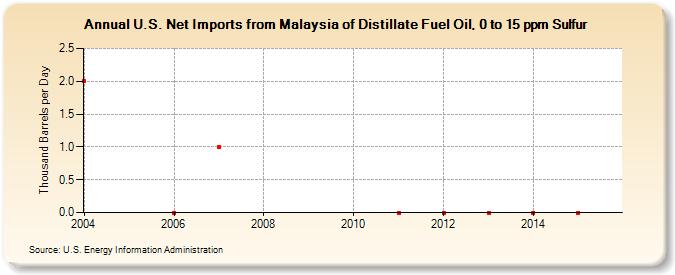 Annual U.S. Net Imports from Malaysia of Distillate Fuel Oil, 0 to 15 ppm Sulfur
Thousand Barrels per Day
2.5
2.0
1.5
1.0
0.5
0.0
2004 2006 2008 2010 2012 2014
Source: U.S. Energy Information Administration